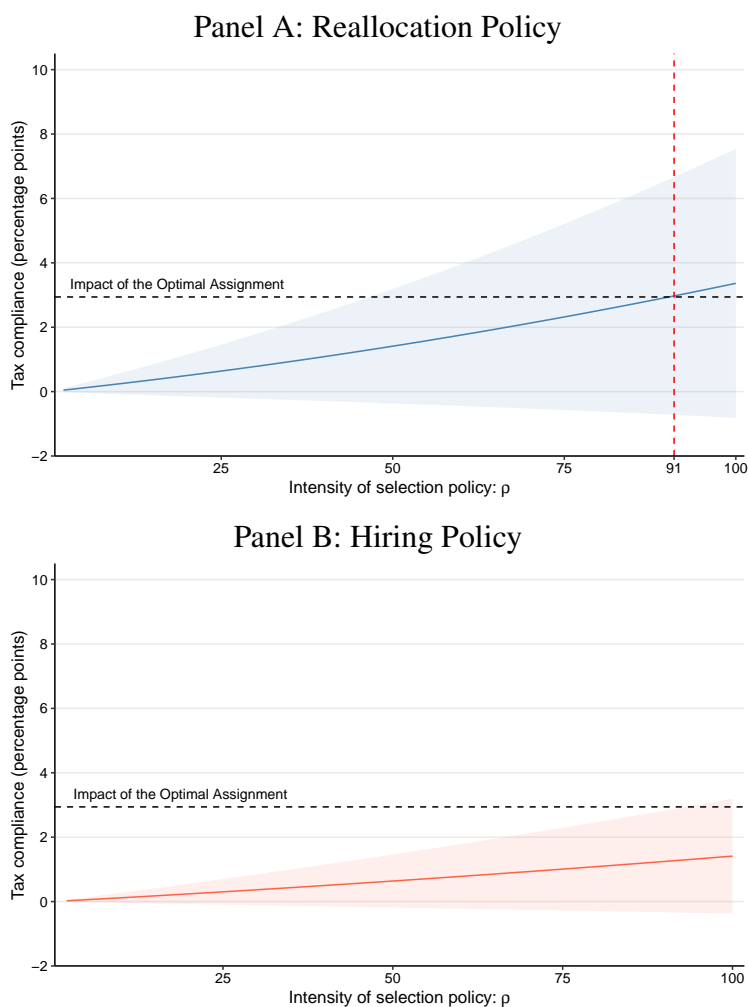 Panel A: Reallocation Policy
10
8
6
4
2
0
−2
Tax compliance (percentage points)
Impact of the Optimal Assignment
25
50
75
91
100
Intensity of selection policy: ρ
Panel B: Hiring Policy
10
8
6
4
2
0
−2
Tax compliance (percentage points)
Impact of the Optimal Assignment
25
50
75
100
Intensity of selection policy: ρ